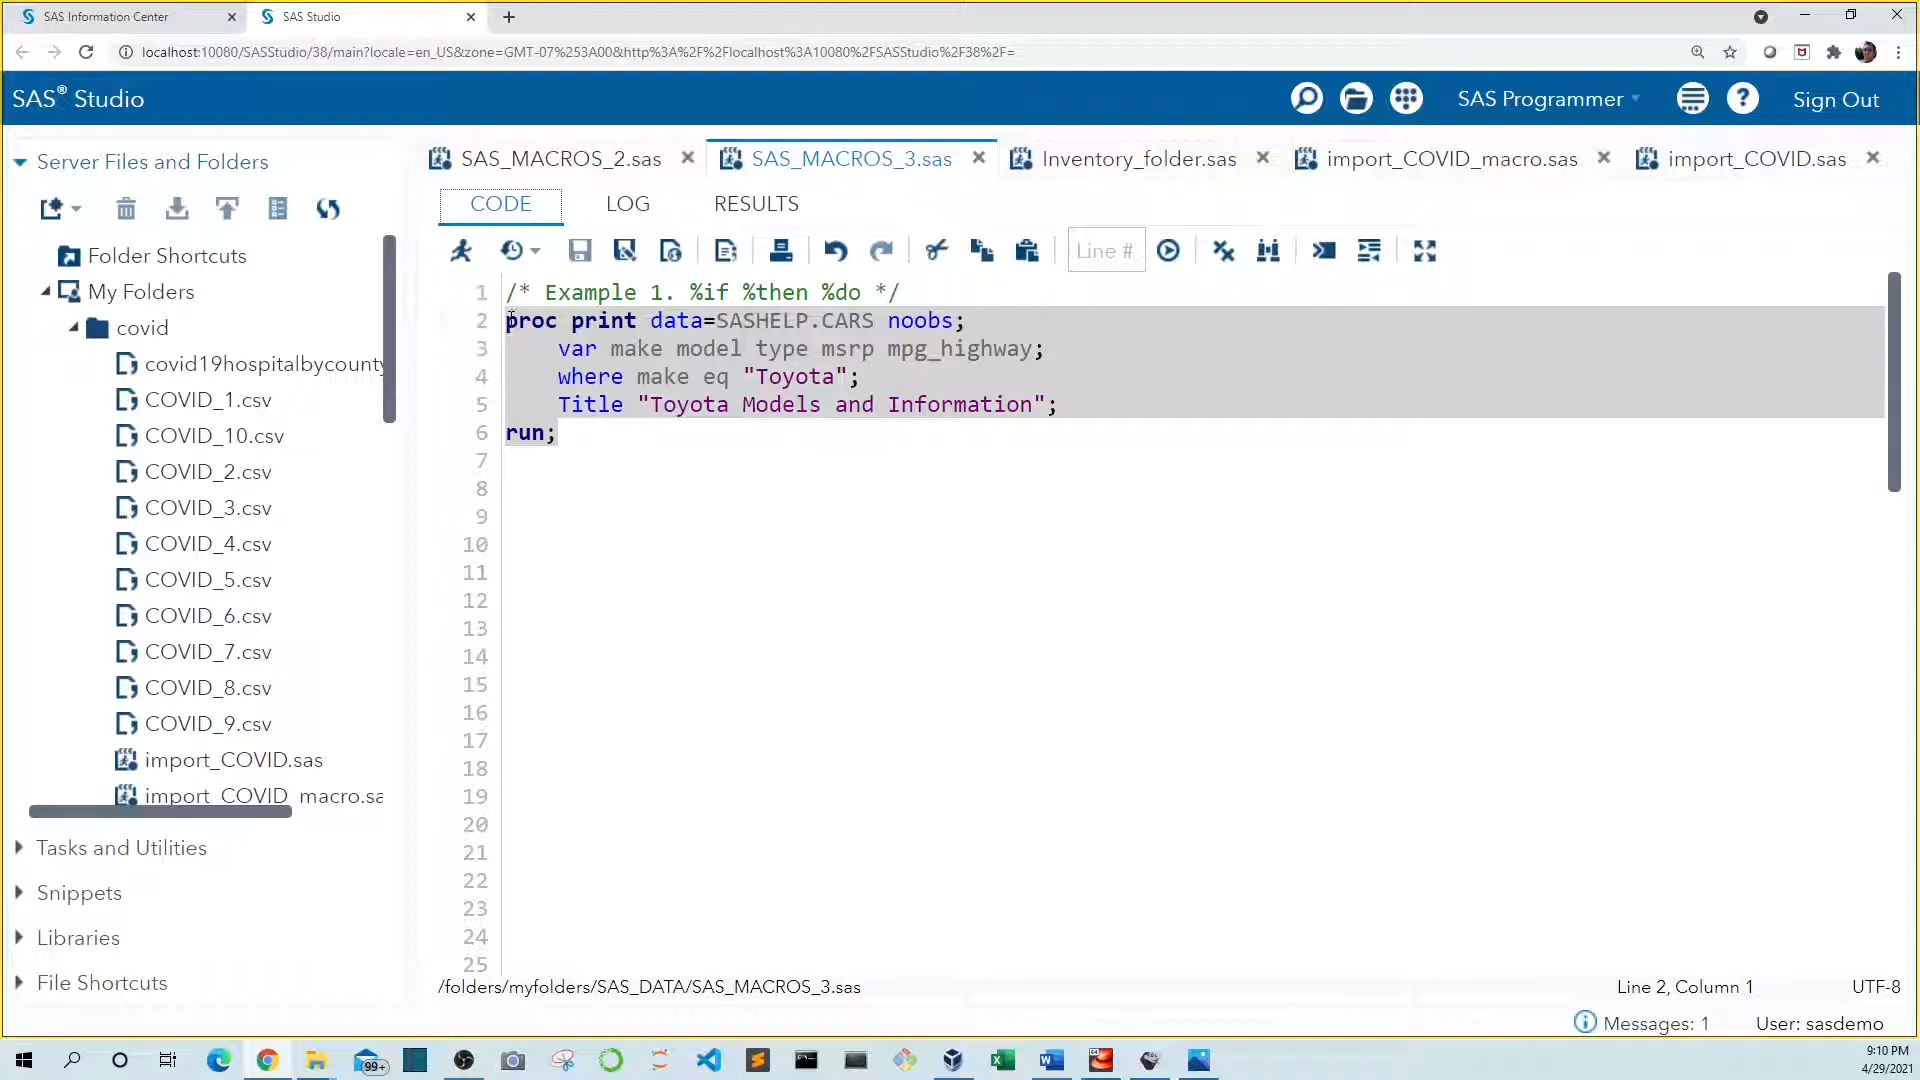 SAS Information Center
SAS Studio
localhost:10080/SASStudio/38/main?locale=en_US&zone=GMT-07%253A00&http%3A%2F%2Flocalhost%3A10080%2FSASStudio%2F38%2F=
SAS® Studio
SAS Programmer
Sign Out
Server Files and Folders
SAS_MACROS_2.sas
SAS_MACROS_3.sas
Inventory_folder.sas
import_COVID_macro.sas
import_COVID.sas
CODE
LOG
RESULTS
Line #
Folder Shortcuts
My Folders
covid
covid19hospitalbycounty
COVID_1.csv
COVID_10.csv
COVID_2.csv
COVID_3.csv
COVID_4.csv
COVID_5.csv
COVID_6.csv
COVID_7.csv
COVID_8.csv
COVID_9.csv
import_COVID.sas
import_COVID_macro.sa
Tasks and Utilities
Snippets
Libraries
File Shortcuts
1 /* Example 1. %if %then %do */
2 proc print data=SASHELP.CARS noobs;
3 var make model type msrp mpg_highway;
4 where make eq "Toyota";
5 Title "Toyota Models and Information";
6 run;
7
8
9
10
11
12
13
14
15
16
17
18
19
20
21
22
23
24
25
/folders/myfolders/SAS_DATA/SAS_MACROS_3.sas
Line 2, Column 1
UTF-8
Messages: 1
User: sasdemo
99+
9:10 PM
4/29/2021